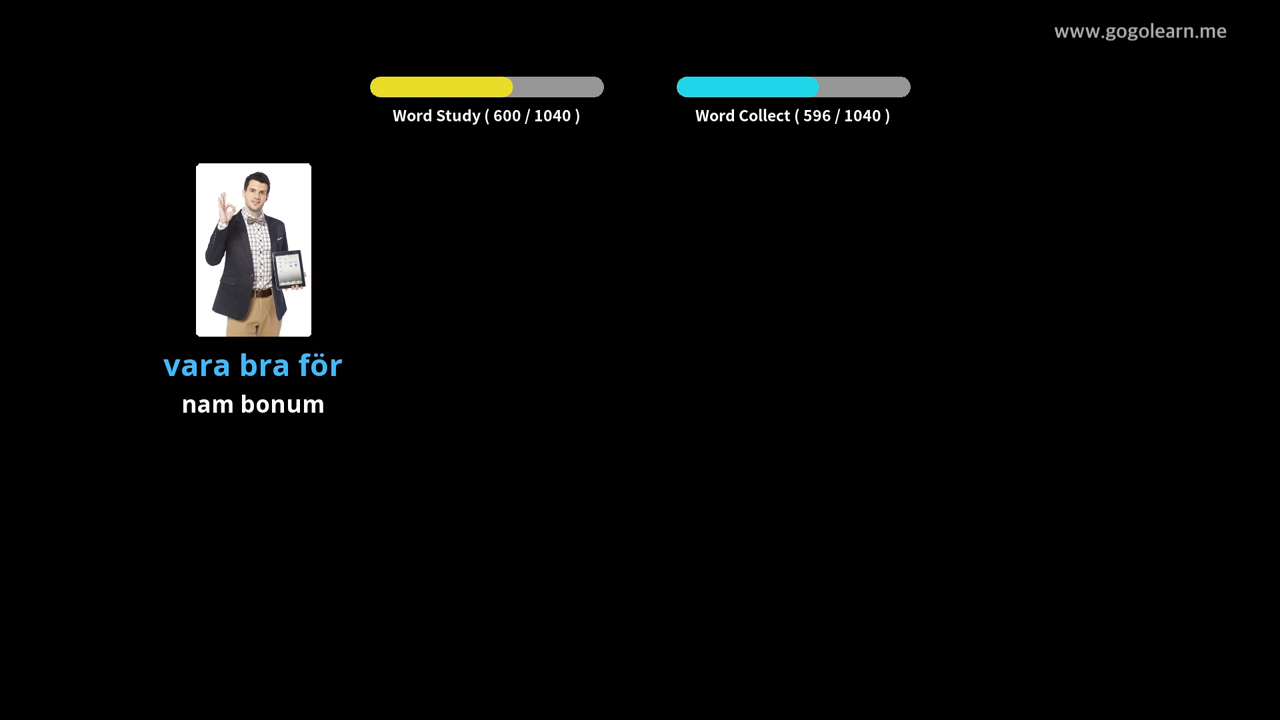 www.gogolearn.me
Word Study ( 600 / 1040 )
Word Collect ( 596 / 1040 )
vara bra för
nam bonum